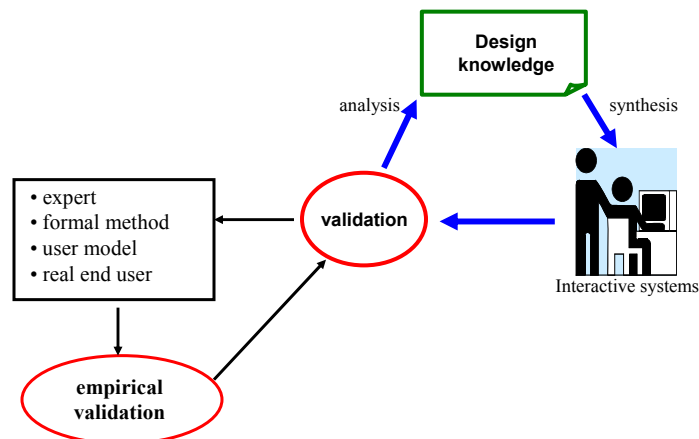 Design
knowledge
analysis
synthesis
• expert
• formal method
• user model
• real end user
validation
Interactive systems
empirical
validation